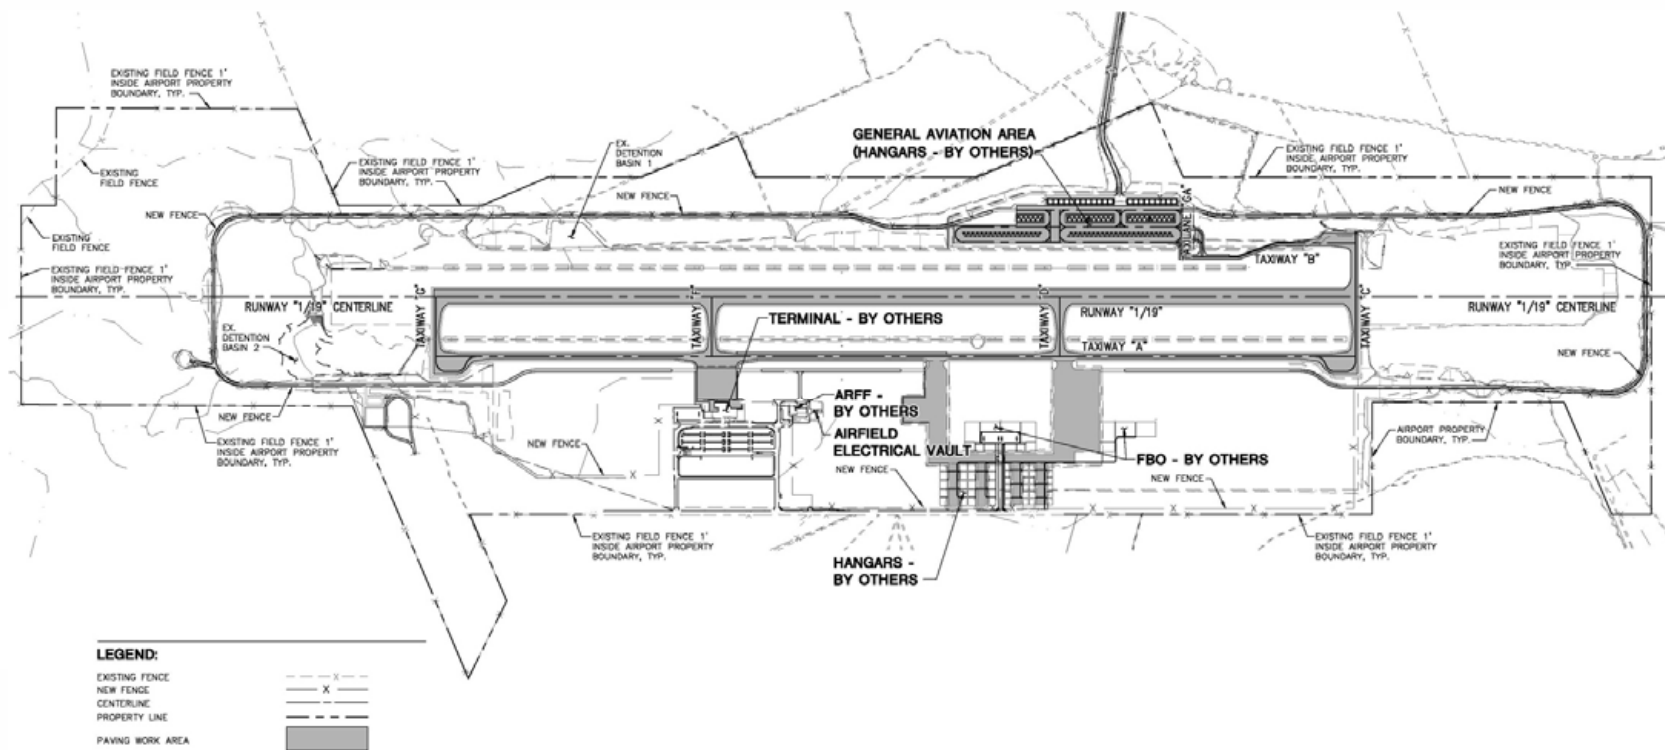 EXISTING FIELD FENCE 1'
INSIDE AIRPORT PROPERTY
BOUNDARY, TYP.
EXISTING
FIELD FENCE
EXISTING FIELD FENCE 1'
INSIDE AIRPORT PROPERTY
BOUNDARY, TYP.
EX.
DETENTION
BASIN 1
GENERAL AVIATION AREA
(HANGARS - BY OTHERS)
EXISTING FIELD FENCE 1'
INSIDE AIRPORT PROPERTY
BOUNDARY, TYP.
NEW FENCE
NEW FENCE
NEW FENCE
EXISTING
FIELD FENCE
TAXILANE "GA"
EXISTING FIELD FENCE 1'
INSIDE AIRPORT PROPERTY
BOUNDARY, TYP.
EXISTING FIELD FENCE 1'
INSIDE AIRPORT PROPERTY
BOUNDARY, TYP.
TAXIWAY "B"
RUNWAY "1/19" CENTERLINE
TAXIWAY "G"
TAXIWAY "F"
TAXIWAY "D"
TAXIWAY "C"
RUNWAY "1/19" CENTERLINE
RUNWAY "1/19"
TERMINAL - BY OTHERS
TAXIWAY "A"
EX.
DETENTION
BASIN 2
NEW FENCE
NEW FENCE
ARFF -
BY OTHERS
AIRFIELD
ELECTRICAL VAULT
EXISTING FIELD FENCE 1'
INSIDE AIRPORT PROPERTY
BOUNDARY, TYP.
NEW FENCE
NEW FENCE
FBO - BY OTHERS
NEW FENCE
AIRPORT PROPERTY
BOUNDARY, TYP.
EXISTING FIELD FENCE 1'
INSIDE AIRPORT PROPERTY
BOUNDARY, TYP.
HANGARS -
BY OTHERS
EXISTING FIELD FENCE 1'
INSIDE AIRPORT PROPERTY
BOUNDARY, TYP.
LEGEND:
EXISTING FENCE
NEW FENCE
CENTERLINE
PROPERTY LINE
PAVING WORK AREA